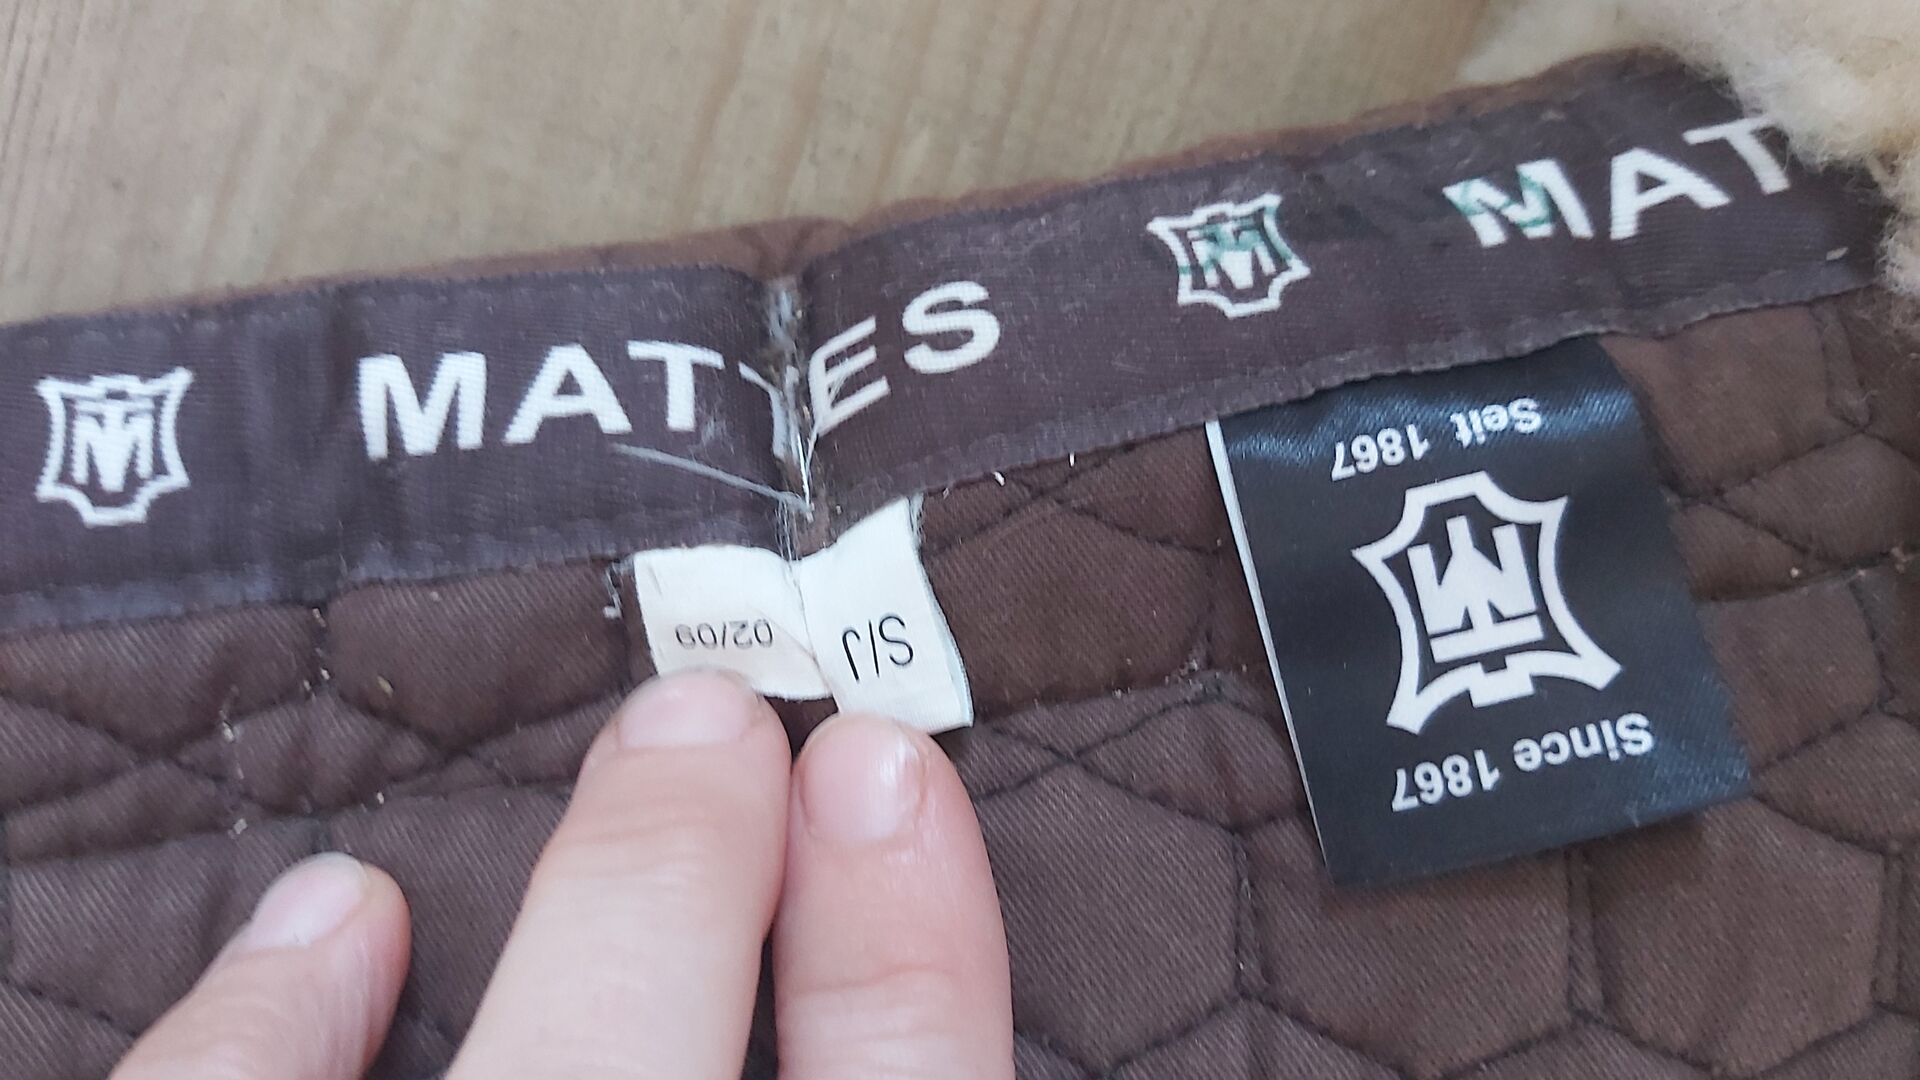 MATTES
MAT
02/09
S/J
Seit 1867
Since 1867